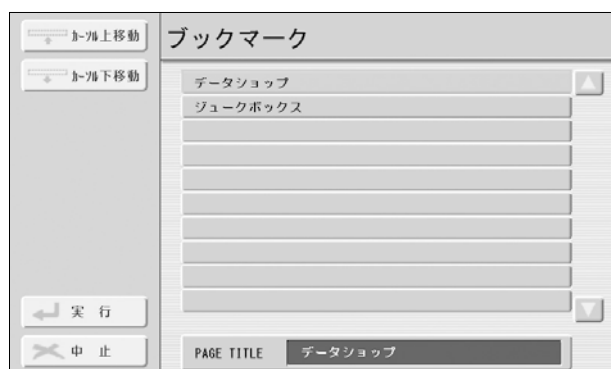 ｶｰｿﾙ上移動
ブックマーク
ｶｰｿﾙ下移動
データショップ
ジュークボックス
実 行
中 止
PAGE TITLE データショップ